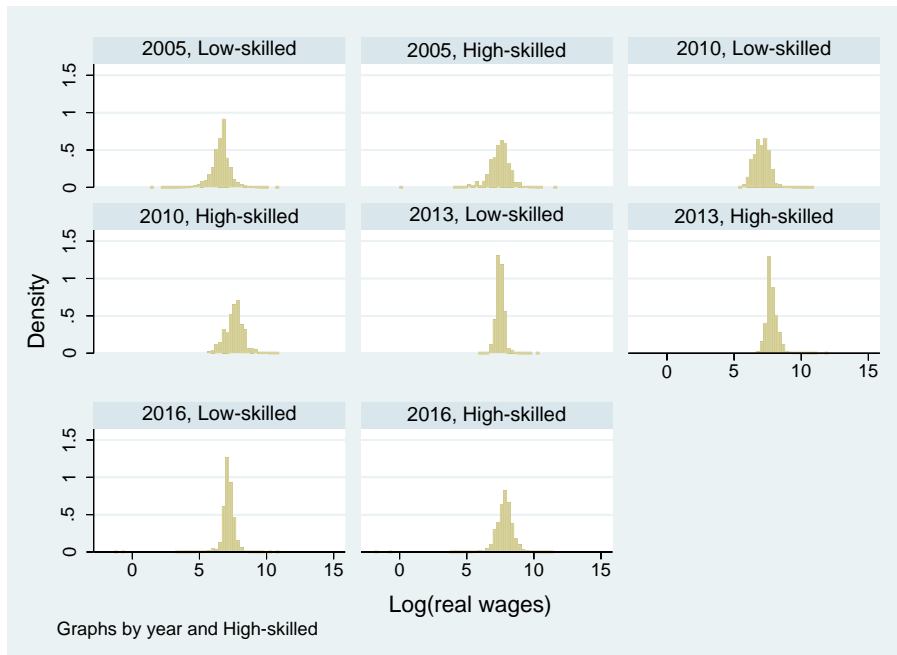 2005, Low-skilled
2005, High-skilled
2010, Low-skilled
0 .5 1 1.5
2010, High-skilled
2013, Low-skilled
2013, High-skilled
0 .5 1 1.5
0 5 10 15
2016, Low-skilled
2016, High-skilled
0 .5 1 1.5
0 5 10 15
0 5 10 15
Density
Log(real wages)
Graphs by year and High-skilled